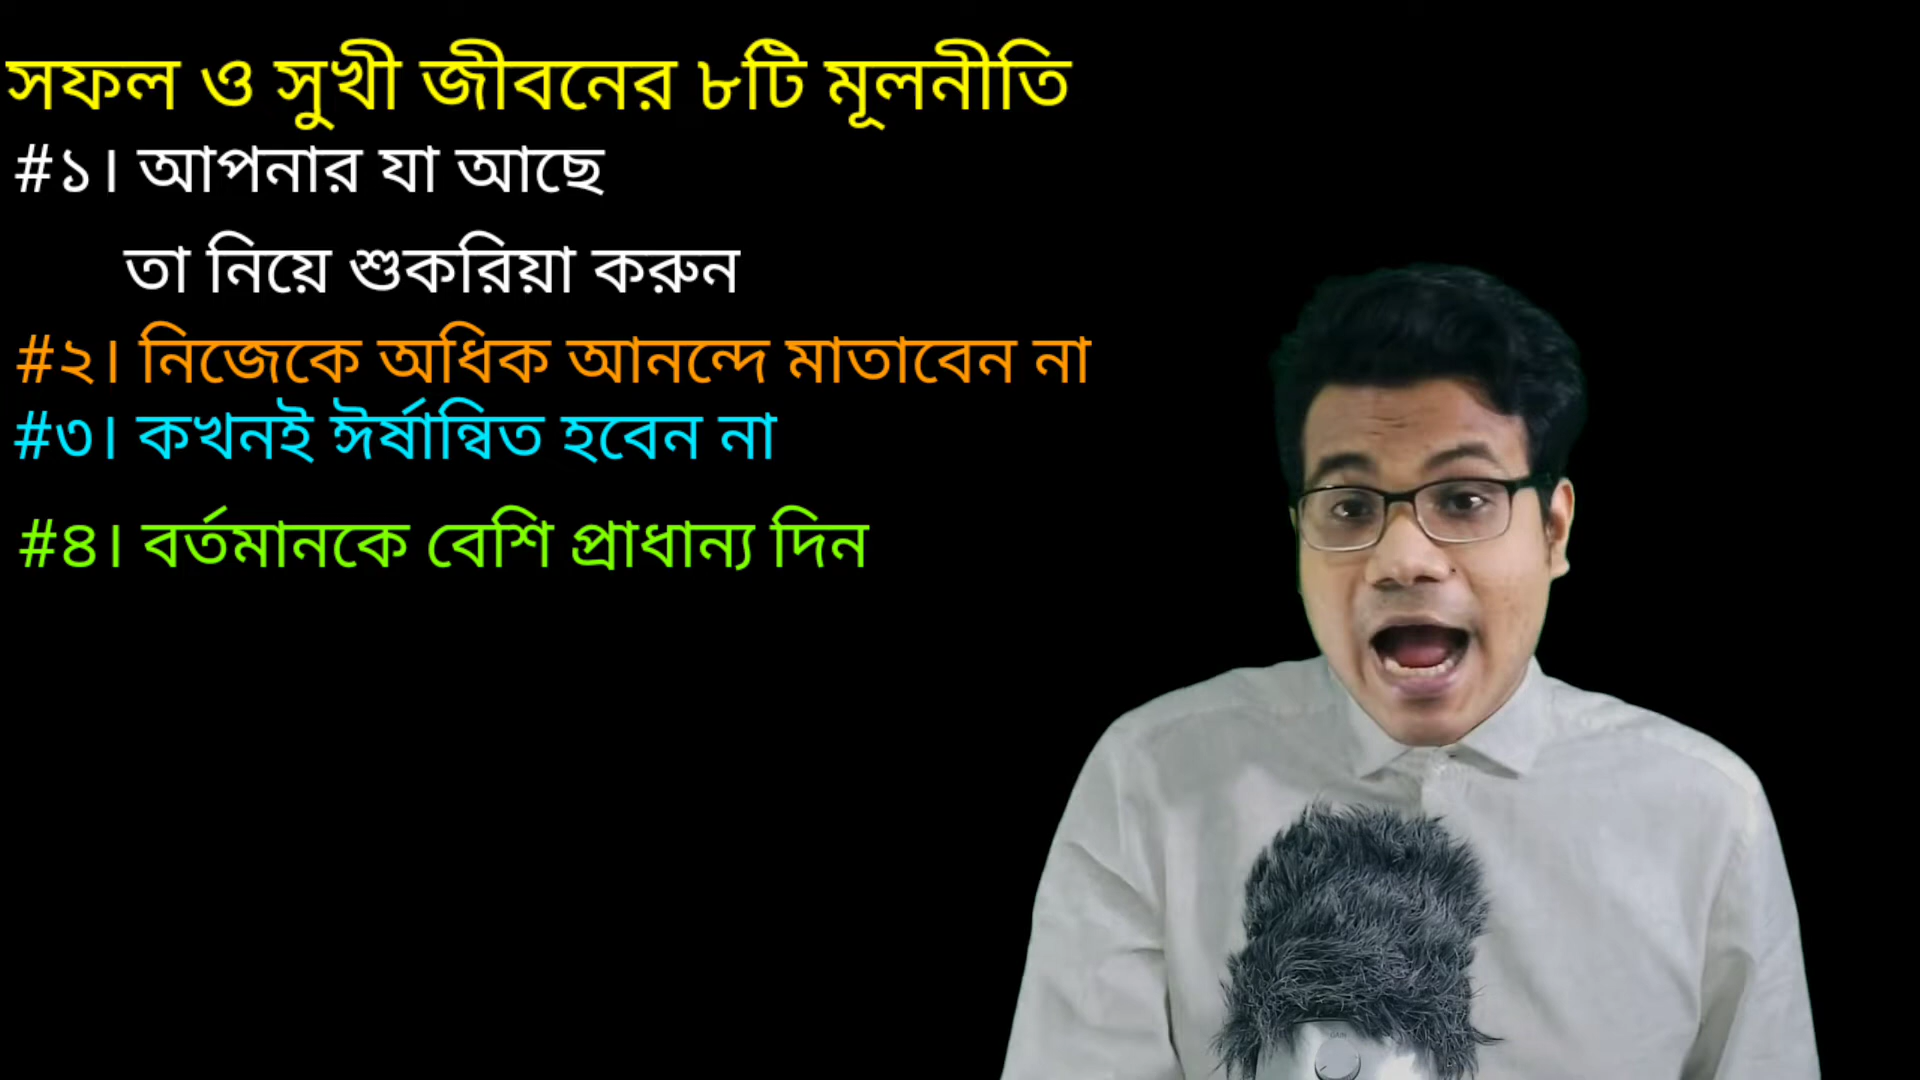 সফল ও সুখী জীবনের ৮টি মূলনীতি
#১। আপনার যা আছে
তা নিয়ে শুকরিয়া করুন
#২। নিজেকে অধিক আনন্দে মাতাবেন না
#৩। কখনই ঈর্ষান্বিত হবেন না
#৪। বর্তমানকে বেশি প্রাধান্য দিন
GAIN